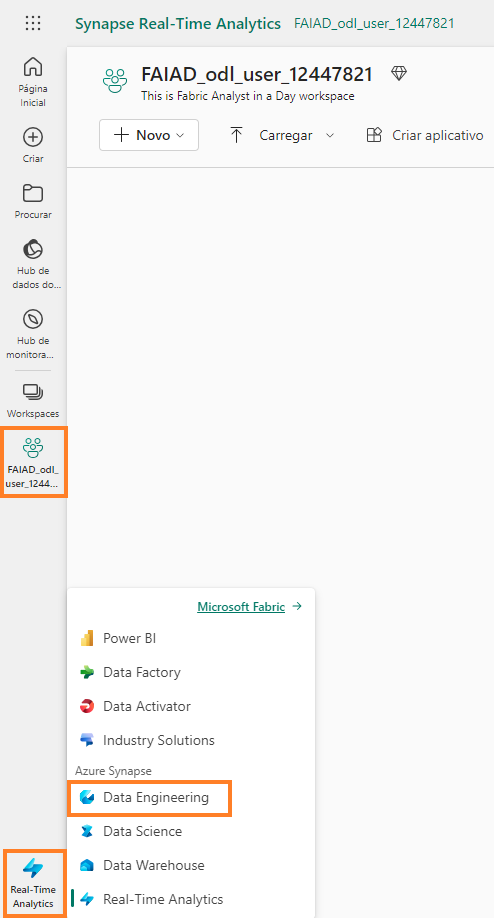 Synapse Real-Time Analytics FAIAD_odl_user_12447821
Página
Inicial
Criar
Procurar
Hub de
dados do...
Hub de
monitora...
Workspaces
FAIAD_odl_
user_1244...
FAIAD_odl_user_12447821
This is Fabric Analyst in a Day workspace
Novo Carregar Criar aplicativo
Microsoft Fabric
Power BI
Data Factory
Data Activator
Industry Solutions
Azure Synapse
Data Engineering
Data Science
Data Warehouse
Real-Time Analytics
Real-Time
Analytics